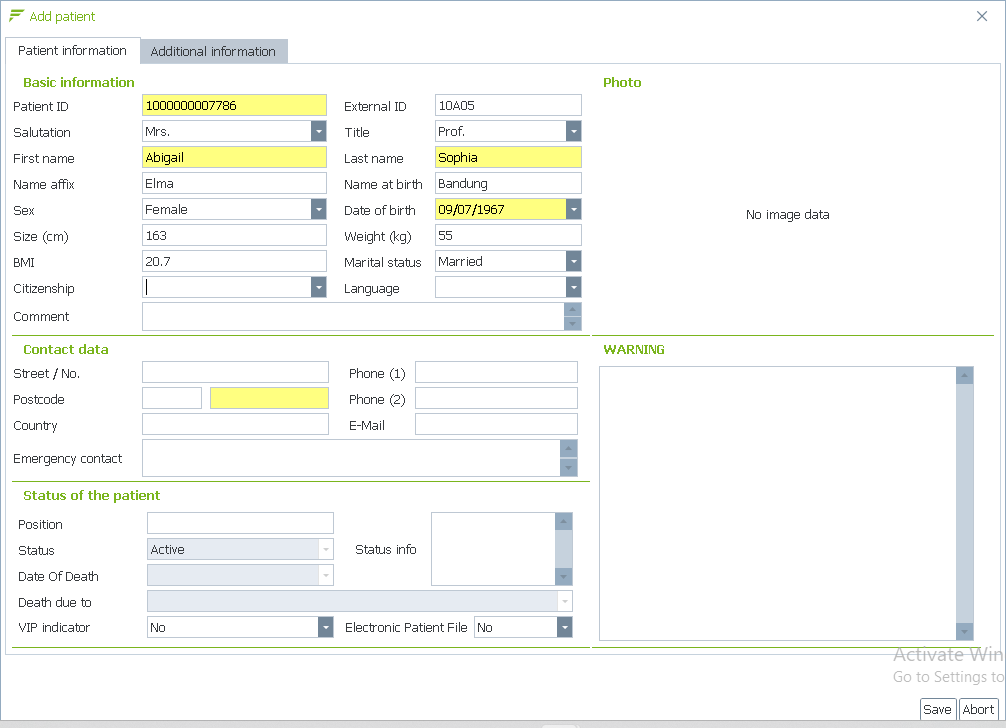 Add patient
Patient information Additional information
Basic information Photo
Patient ID 1000000007786 External ID 10A05
Salutation Mrs. Title Prof.
First name Abigail Last name Sophia
Name affix Elma Name at birth Bandung
Sex Female Date of birth 09/07/1967
No image data
Size (cm) 163 Weight (kg) 55
BMI 20.7 Marital status Married
Citizenship Language
Comment
Contact data WARNING
Street / No. Phone (1)
Postcode Phone (2)
Country E-Mail
Emergency contact
Status of the patient
Position
Status Active Status info
Date Of Death
Death due to
VIP indicator No Electronic Patient File No
Activate Win
Go to Settings to
Save Abort